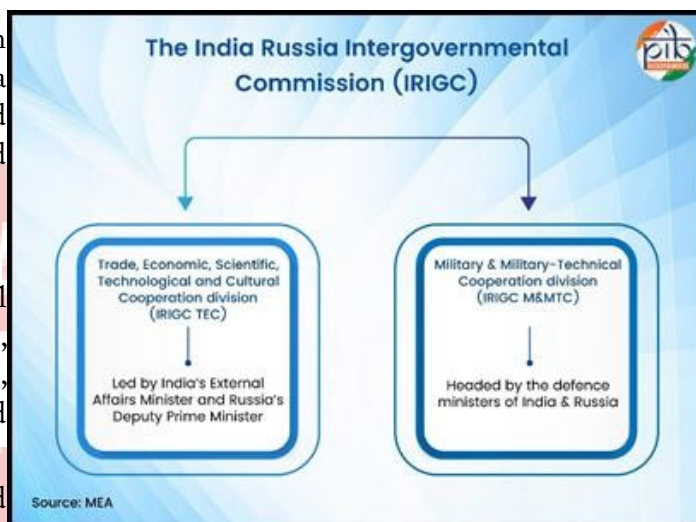 The India Russia Intergovernmental
Commission (IRIGC)
pib
Trade, Economic, Scientific,
Technological and Cultural
Cooperation division
(IRIGC TEC)
Led by India's External
Affairs Minister and Russia's
Deputy Prime Minister
Military & Military-Technical
Cooperation division
(IRIGC M&MTC)
Headed by the defence
ministers of India & Russia
Source: MEA